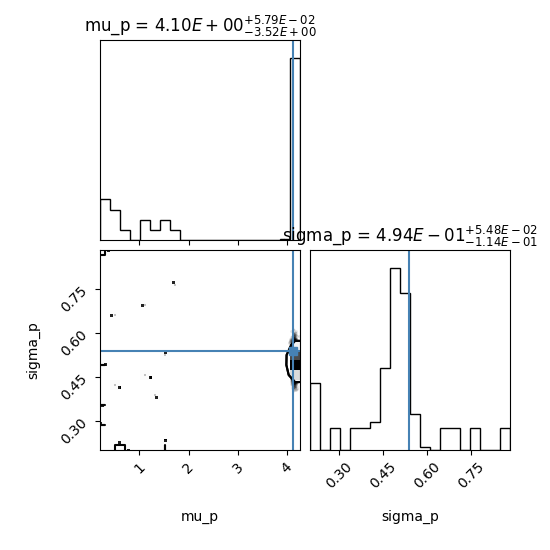 mu_p = 4.10E + 00+5.79E − 02 −3.52E + 00
sigma_p = 4.94E − 01+5.48E − 02 −1.14E − 01
0.75
0.60
0.45
0.30
sigma_p
1 2 3 4
0.30 0.45 0.60 0.75
mu_p
sigma_p